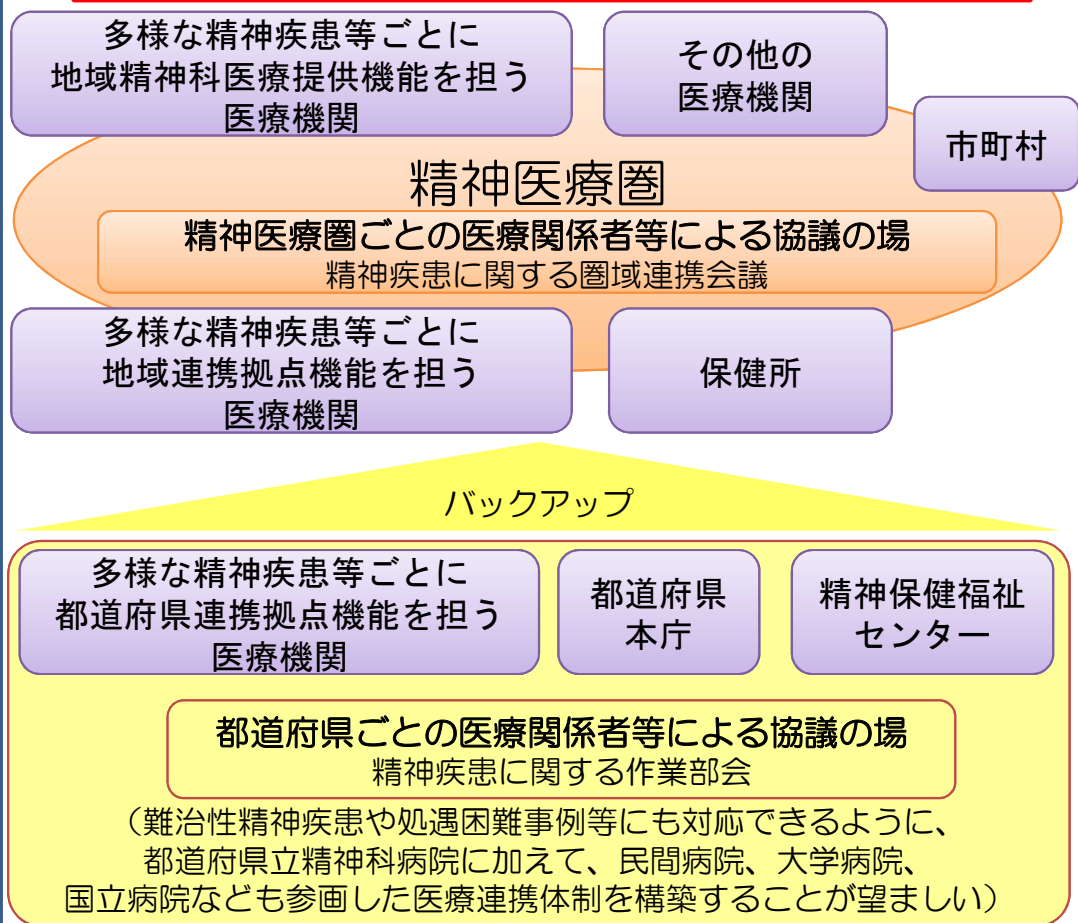 多様な精神疾患等ごとに
地域精神科医療提供機能を担う
医療機関
その他の
医療機関
市町村
精神医療圏
精神医療圏ごとの医療関係者等による協議の場
精神疾患に関する圏域連携会議
多様な精神疾患等ごとに
地域連携拠点機能を担う
医療機関
保健所
バックアップ
多様な精神疾患等ごとに
都道府県連携拠点機能を担う
医療機関
都道府県
本庁
精神保健福祉
センター
都道府県ごとの医療関係者等による協議の場
精神疾患に関する作業部会
（難治性精神疾患や処遇困難事例等にも対応できるように、
都道府県立精神科病院に加えて、民間病院、大学病院、
国立病院なども参画した医療連携体制を構築することが望ましい）